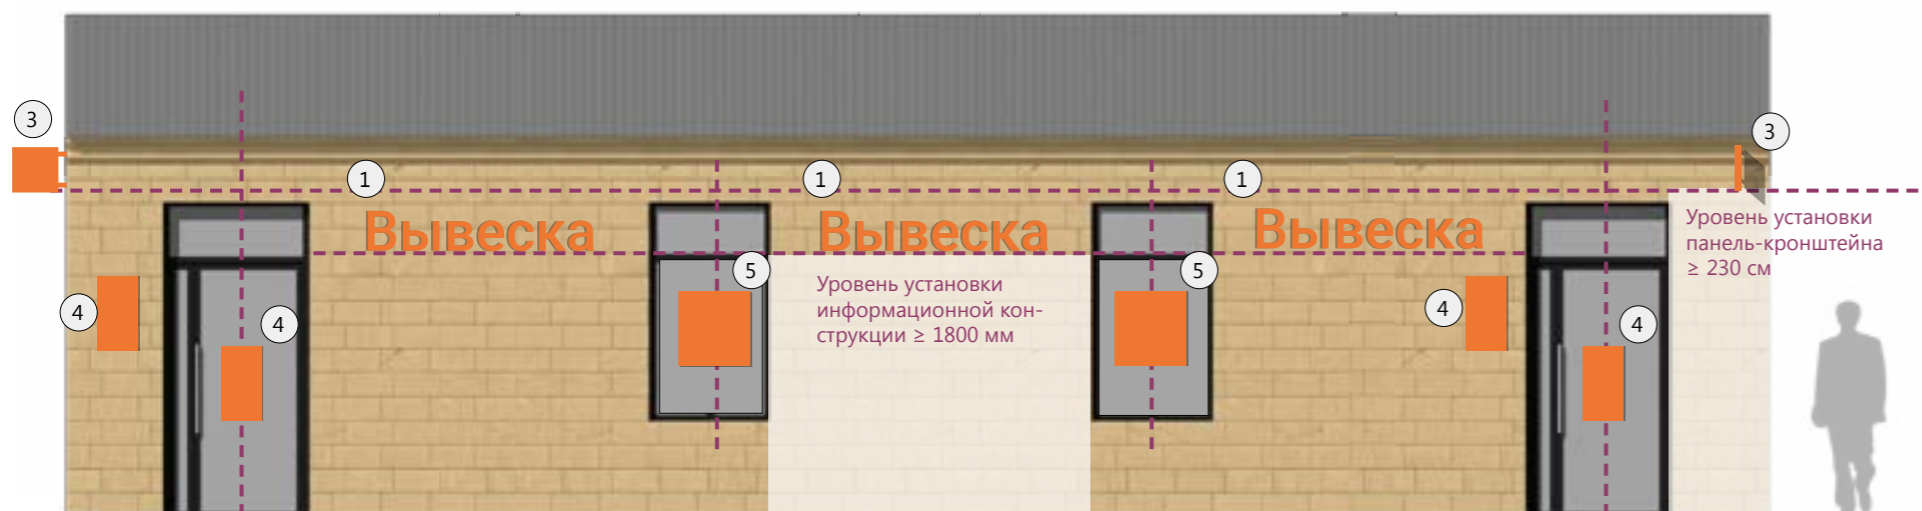 3
3
1
1
1
Вывеска
Вывеска
Вывеска
Уровень установки
панель-кронштейна
≥ 230 см
5
5
Уровень установки
информационной кон-
струкции ≥ 1800 мм
4
4
4
4